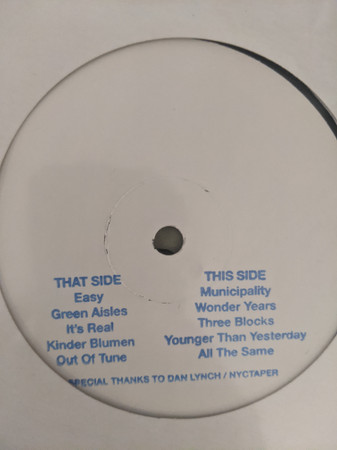 THAT SIDE
Easy
Green Aisles
It's Real
Kinder Blumen
Out Of Tune
THIS SIDE
Municipality
Wonder Years
Three Blocks
Younger Than Yesterday
All The Same
SPECIAL THANKS TO DAN LYNCH / NYCTAPER